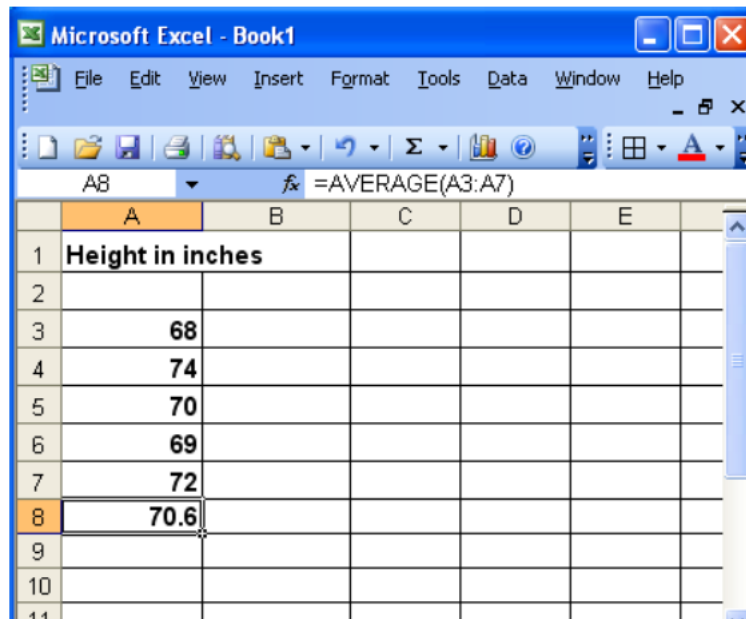 Microsoft Excel - Book1
File Edit View Insert Format Tools Data Window Help
A8 fx =AVERAGE(A3:A7)
A B C D E
1 Height in inches
2
3 68
4 74
5 70
6 69
7 72
8 70.6
9
10
11